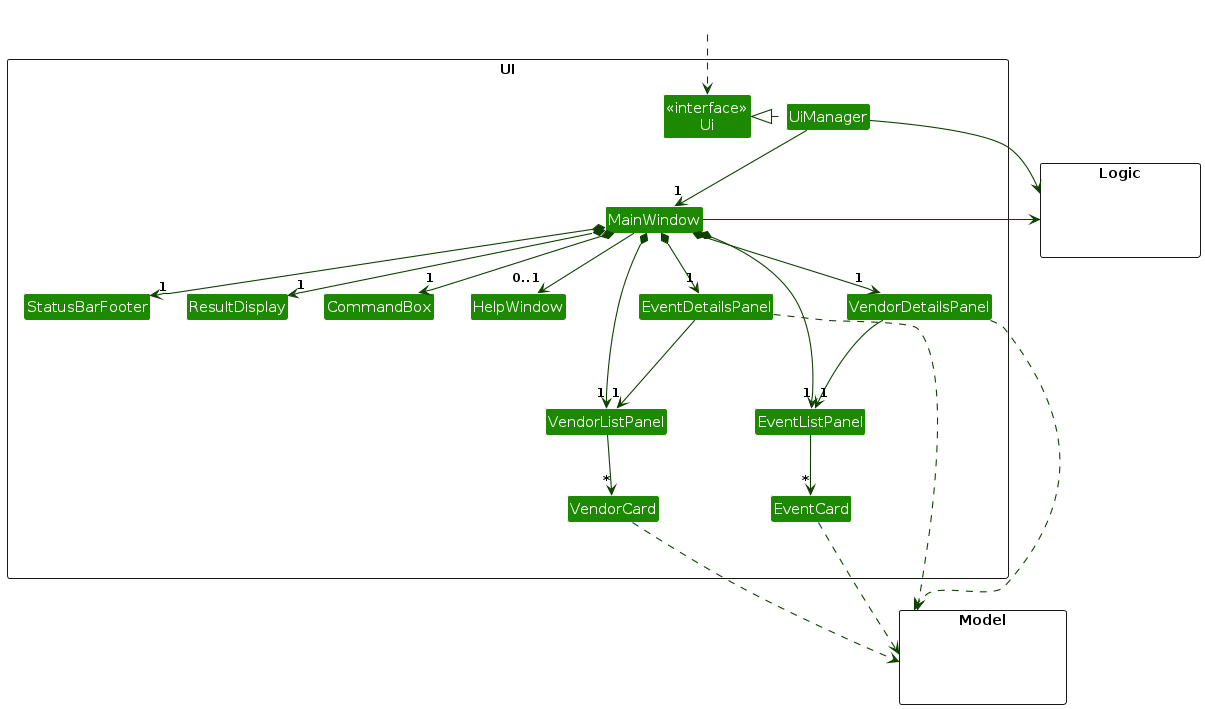 UI
«interface»
Ui
UiManager
Logic
1
MainWindow
1
1
1
0..1
1
1
StatusBarFooter
ResultDisplay
CommandBox
HelpWindow
EventDetailsPanel
VendorDetailsPanel
1
1
1
1
VendorListPanel
EventListPanel
*
*
VendorCard
EventCard
Model